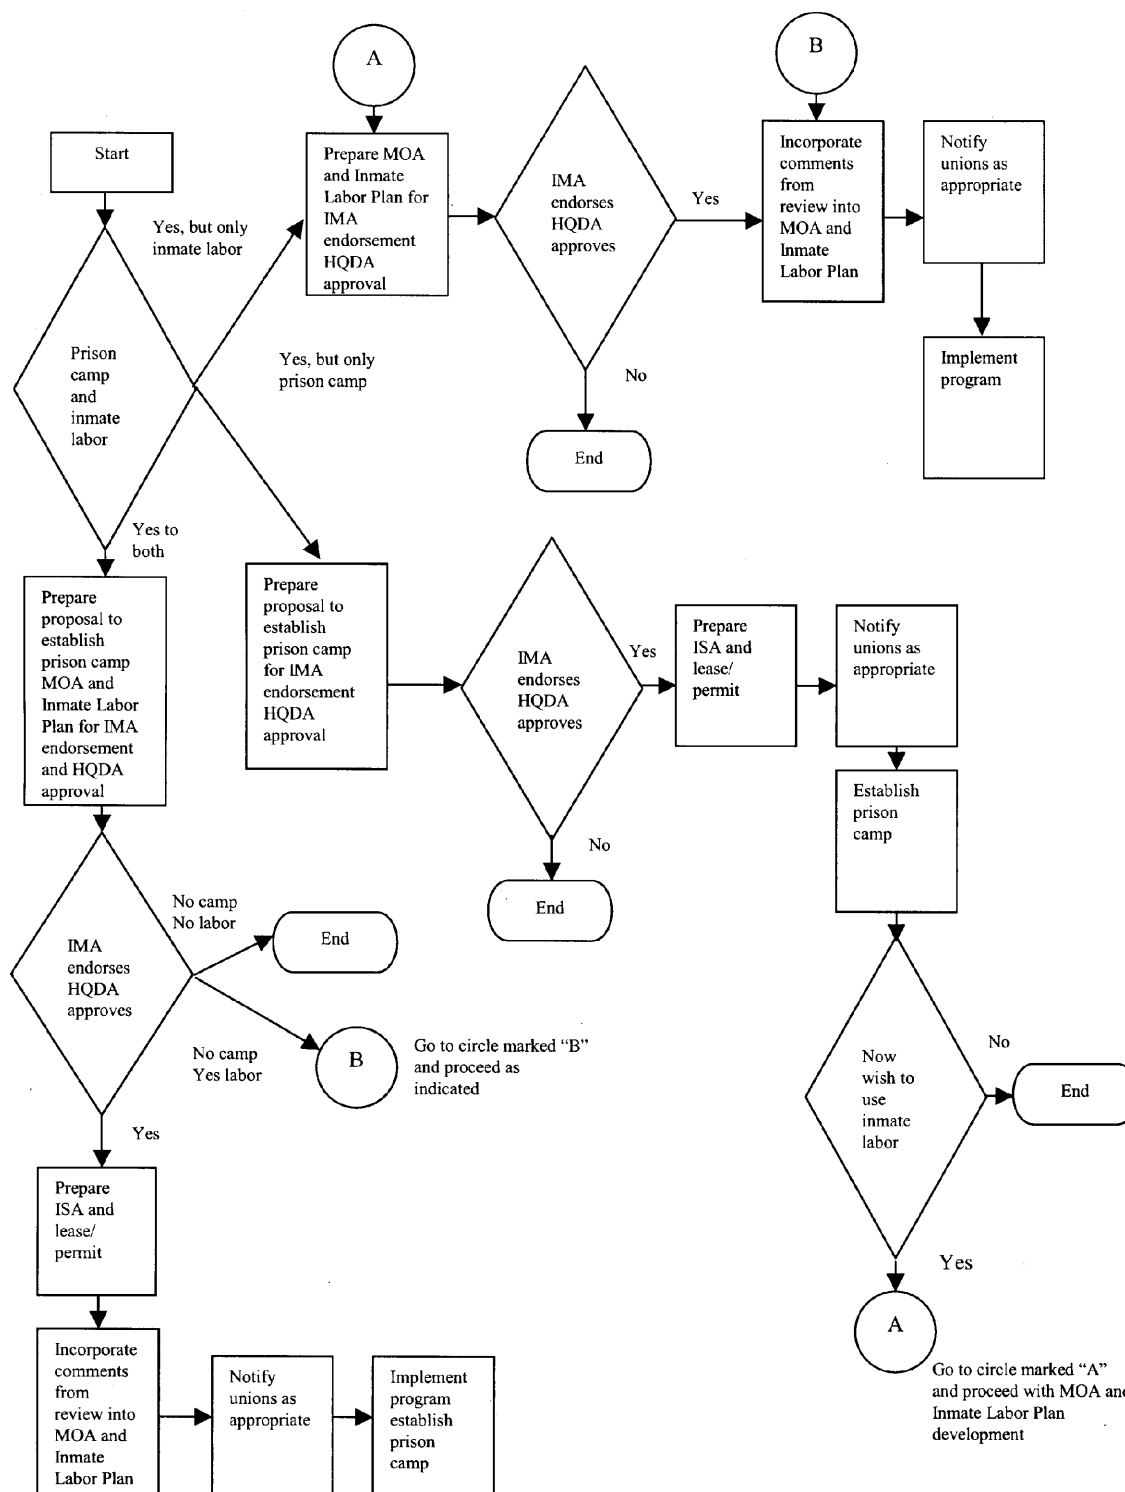 A
B
Start
Prepare MOA
and Inmate
Labor Plan for
IMA
endorsement
HQDA
approval
IMA
endorses
HQDA
approves
Yes
Incorporate
comments
from
review into
MOA and
Inmate
Labor Plan
Notify
unions as
appropriate
Yes, but only
inmate labor
Prison
camp
and
inmate
labor
Yes, but only
prison camp
No
End
Implement
program
Yes to
both
Prepare
proposal to
establish
prison camp
MOA and
Inmate Labor
Plan for IMA
endorsement
and HQDA
approval
Prepare
proposal to
establish
prison camp
for IMA
endorsement
HQDA
approval
IMA
endorses
HQDA
approves
Yes
Prepare
ISA and
lease/
permit
Notify
unions as
appropriate
No
End
Establish
prison
camp
IMA
endorses
HQDA
approves
No camp
No labor
End
No camp
Yes labor
B
Go to circle marked “B”
and proceed as
indicated
Now
wish to
use
inmate
labor
No
End
Yes
Prepare
ISA and
lease/
permit
Yes
A
Go to circle marked “A”
and proceed with MOA and
Inmate Labor Plan
development
Incorporate
comments
from
review into
MOA and
Inmate
Labor Plan
Notify
unions as
appropriate
Implement
program
establish
prison
camp